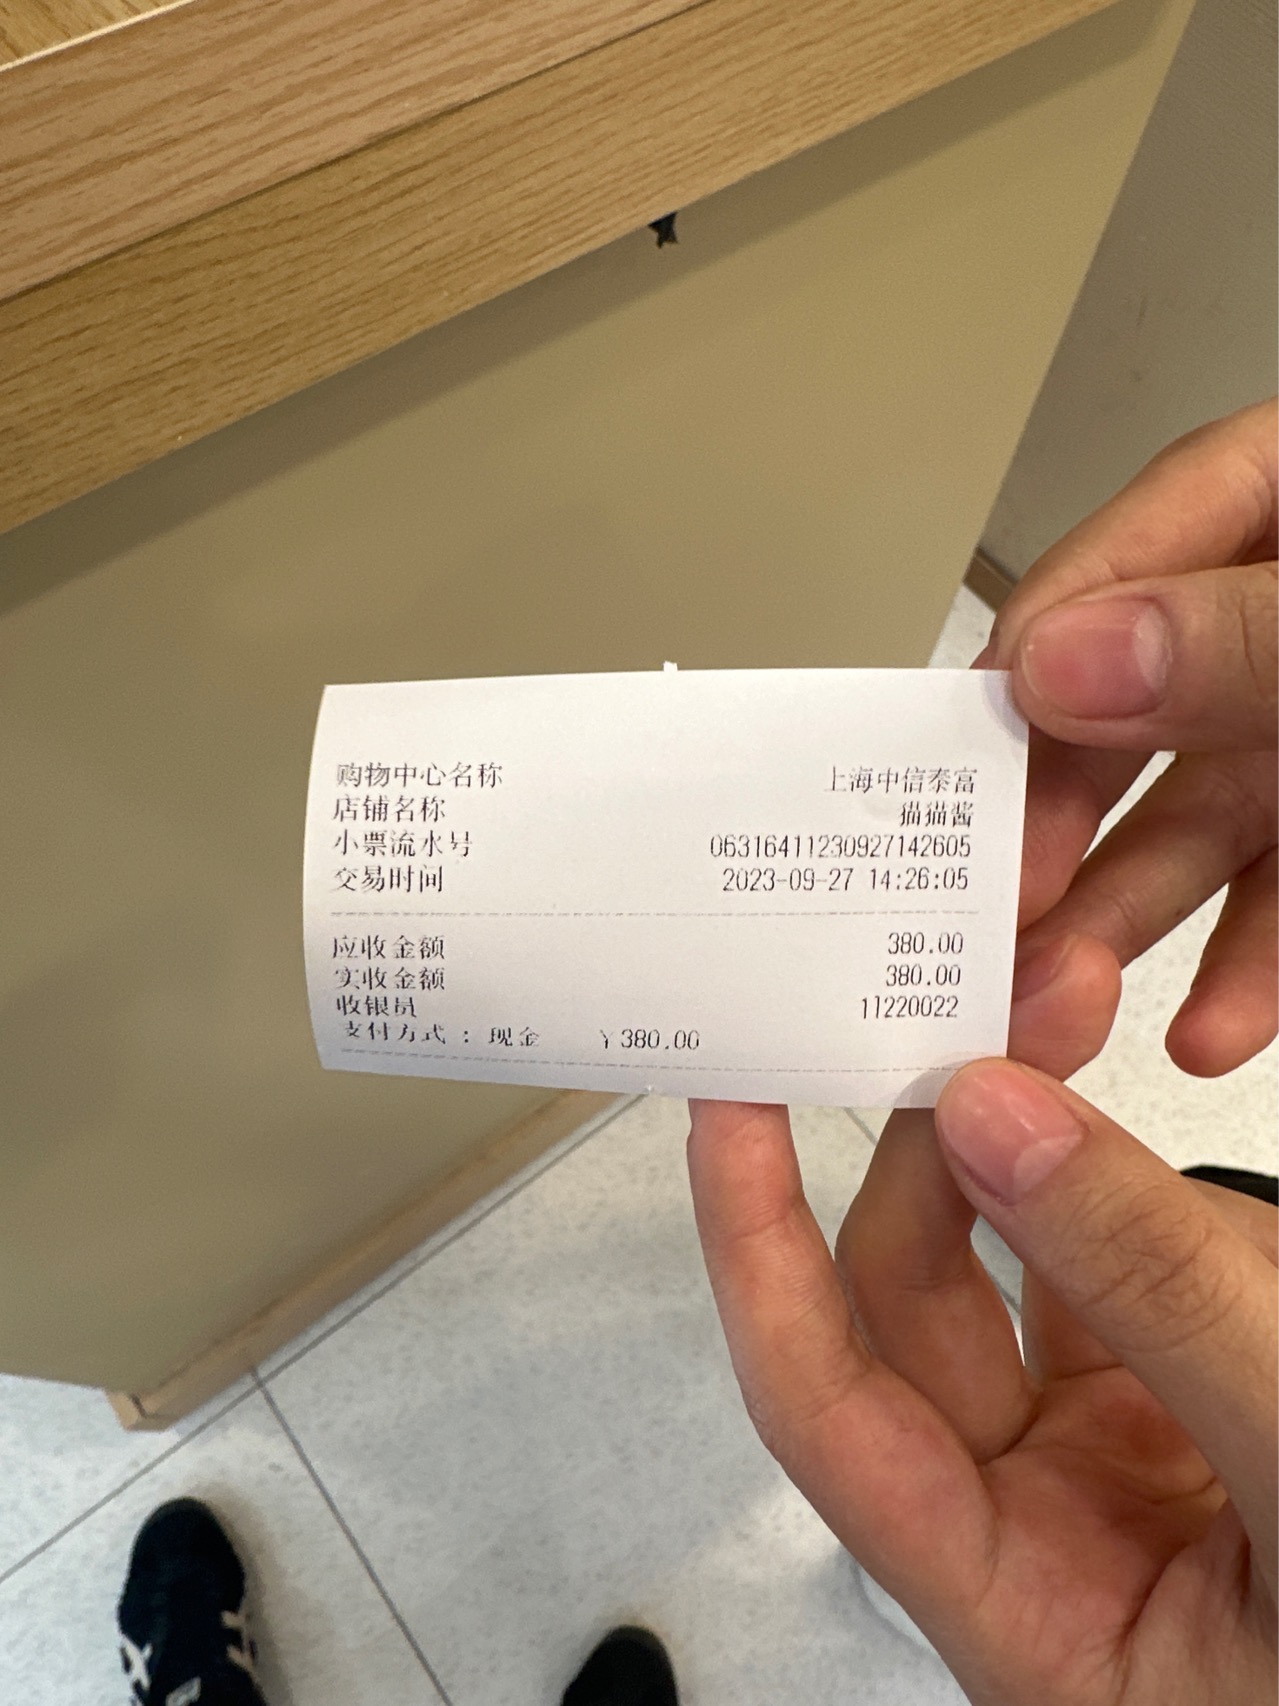 购物中心名称 上海中信泰富
店铺名称 猫猫酱
小票流水号 06316411230927142605
交易时间 2023-09-27 14:26:05
应收金额 380.00
实收金额 380.00
收银员 11220022
支付方式：现金 ¥380.00